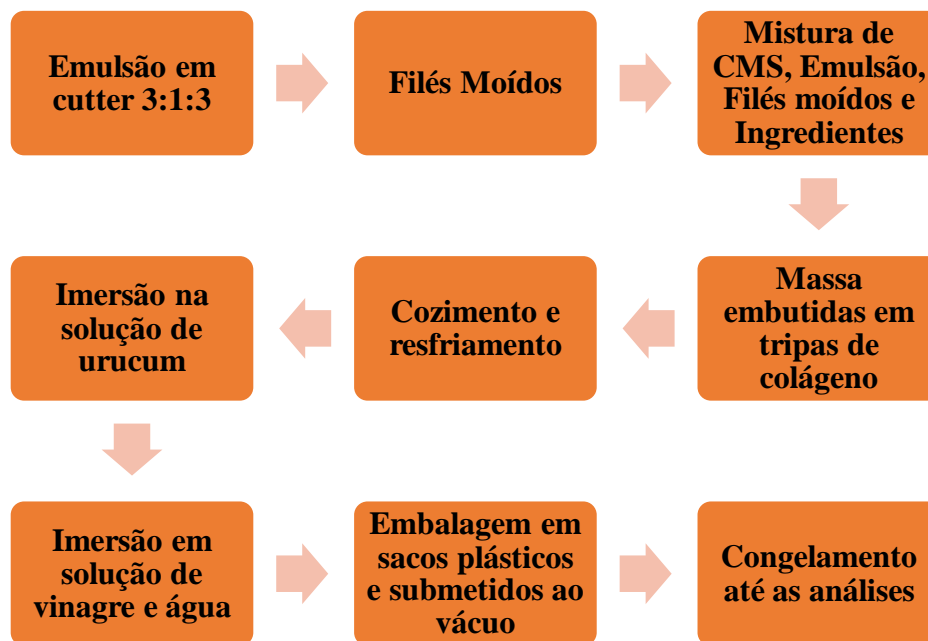 Emulsão em
cutter 3:1:3
Filés Moídos
Mistura de
CMS, Emulsão,
Filés moídos e
Ingredientes
Massa
embutidas em
tripas de
colágeno
Cozimento e
resfriamento
Imersão na
solução de
urucum
Imersão em
solução de
vinagre e água
Embalagem em
sacos plásticos
e submetidos ao
vácuo
Congelamento
até as análises